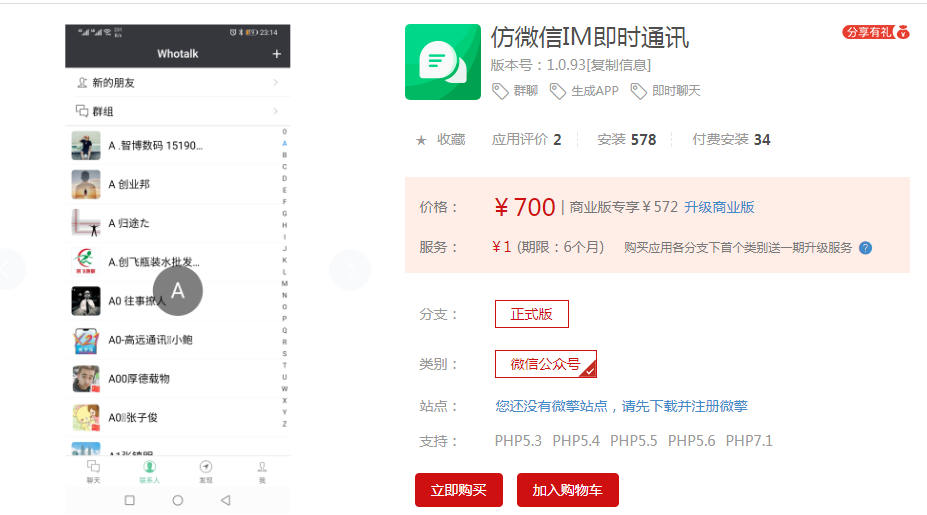 23:14
Whotalk
+
新的朋友
群组
A .智博数码 15190...
A 创业邦
A 归途た
A.创飞瓶装水批发...
A0 往事撩人
A
A0-高远通讯 小鲍
A00厚德载物
A0 张子俊
A1张镇明
A
B
C
D
E
F
G
H
I
J
K
L
M
N
O
P
Q
R
S
T
U
W
X
Y
Z
聊天
联系人
发现
我
仿微信IM即时通讯
分享有礼
版本号：1.0.93[复制信息]
群聊 生成APP 即时聊天
★ 收藏 应用评价 2 安装 578 付费安装 34
价格： ¥ 700 | 商业版专享 ¥ 572 升级商业版
服务： ¥ 1 (期限：6个月) 购买应用各分支下首个类别送一期升级服务 ?
分支： 正式版
类别： 微信公众号
站点： 您还没有微擎站点，请先下载并注册微擎
支持： PHP5.3 PHP5.4 PHP5.5 PHP5.6 PHP7.1
立即购买 加入购物车